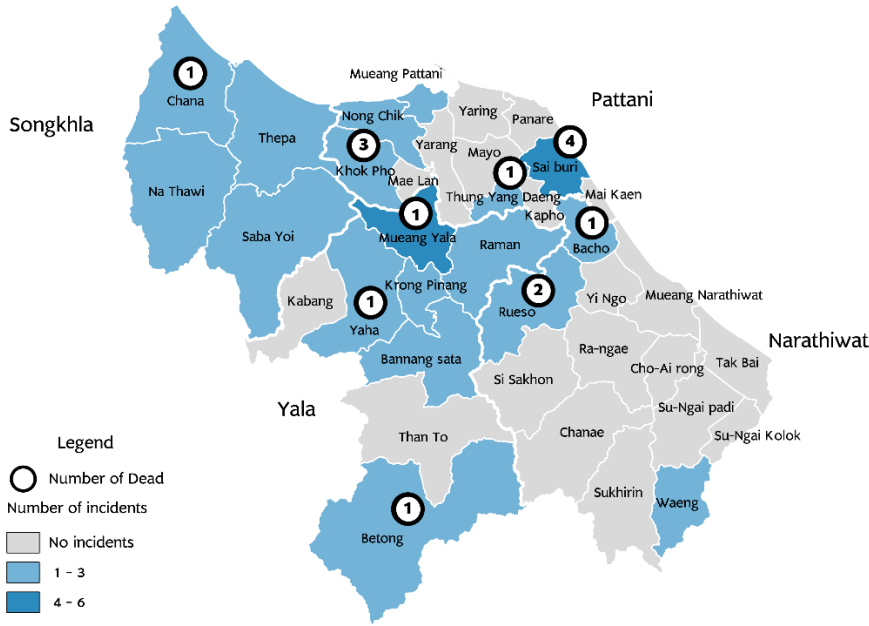 Mueang Pattani
1
Chana
Pattani
Yaring
Panare
Songkhla
Nong Chik
Thepa
3
Yarang
Mayo
4
Khok Pho
Mae Lan
1
Sai buri
Na Thawi
Thung Yang Daeng
Mai Kaen
Kapho
1
Mueang Yala
1
Bacho
Saba Yoi
Raman
Krong Pinang
Kabang
1
Yaha
2
Rueso
Yi Ngo
Mueang Narathiwat
Narathiwat
Bannang sata
Ra-ngae
Cho-Ai rong
Tak Bai
Si Sakhon
Yala
Su-Ngai padi
Than To
Chanae
Su-Ngai Kolok
Sukhirin
Waeng
1
Betong
Legend
Number of Dead
Number of incidents
No incidents
1 - 3
4 - 6